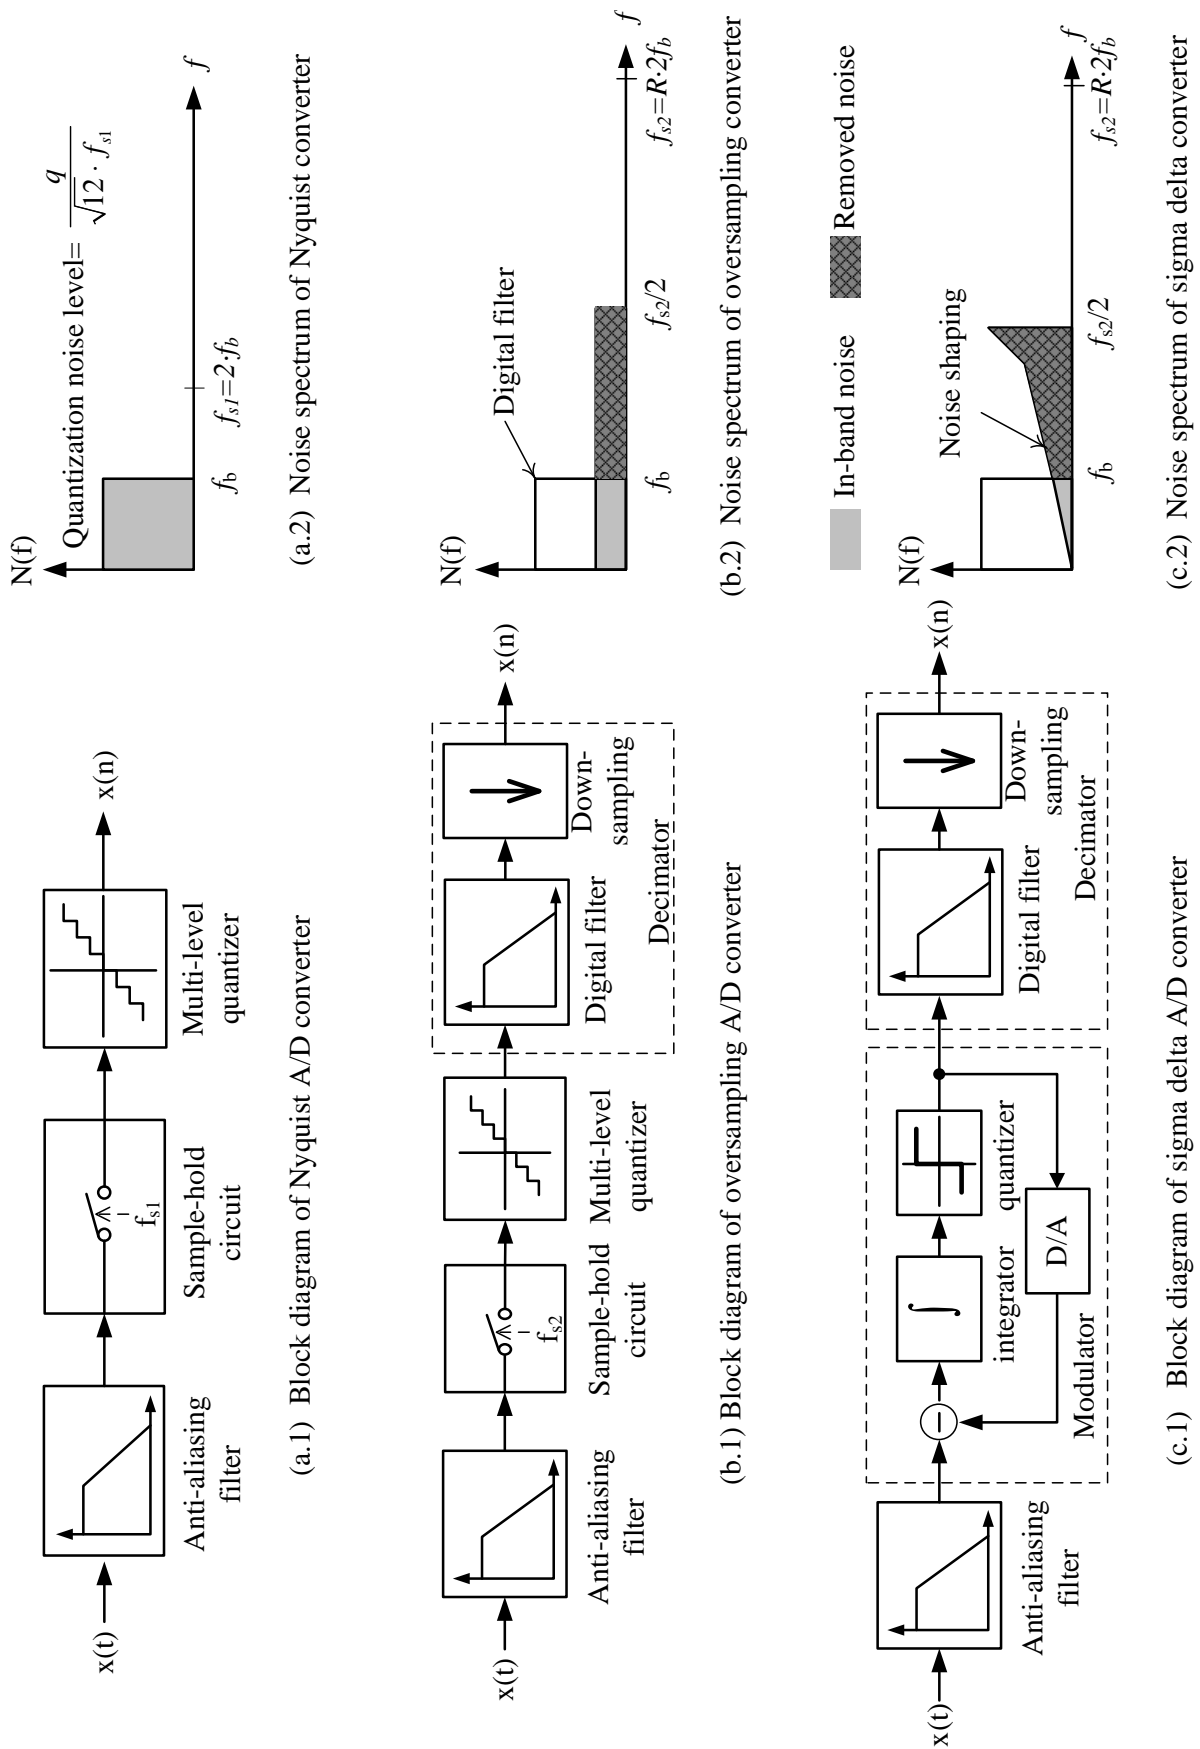 x(t)
Anti-aliasing
filter
f_s1
Sample-hold
circuit
Multi-level
quantizer
x(n)
(a.1) Block diagram of Nyquist A/D converter
N(f)
Quantization noise level= q / √12 · f_s1
f_b
f_s1=2·f_b
f
(a.2) Noise spectrum of Nyquist converter
x(t)
Anti-aliasing
filter
f_s2
Sample-hold
circuit
Multi-level
quantizer
Digital filter
Down-
sampling
Decimator
x(n)
(b.1) Block diagram of oversampling A/D converter
N(f)
Digital filter
f_b
f_s2/2
f_s2=R·2f_b
f
(b.2) Noise spectrum of oversampling converter
In-band noise
Removed noise
x(t)
Anti-aliasing
filter
∫
integrator
quantizer
D/A
Modulator
Digital filter
Down-
sampling
Decimator
x(n)
(c.1) Block diagram of sigma delta A/D converter
N(f)
Noise shaping
f_b
f_s2/2
f_s2=R·2f_b
f
(c.2) Noise spectrum of sigma delta converter